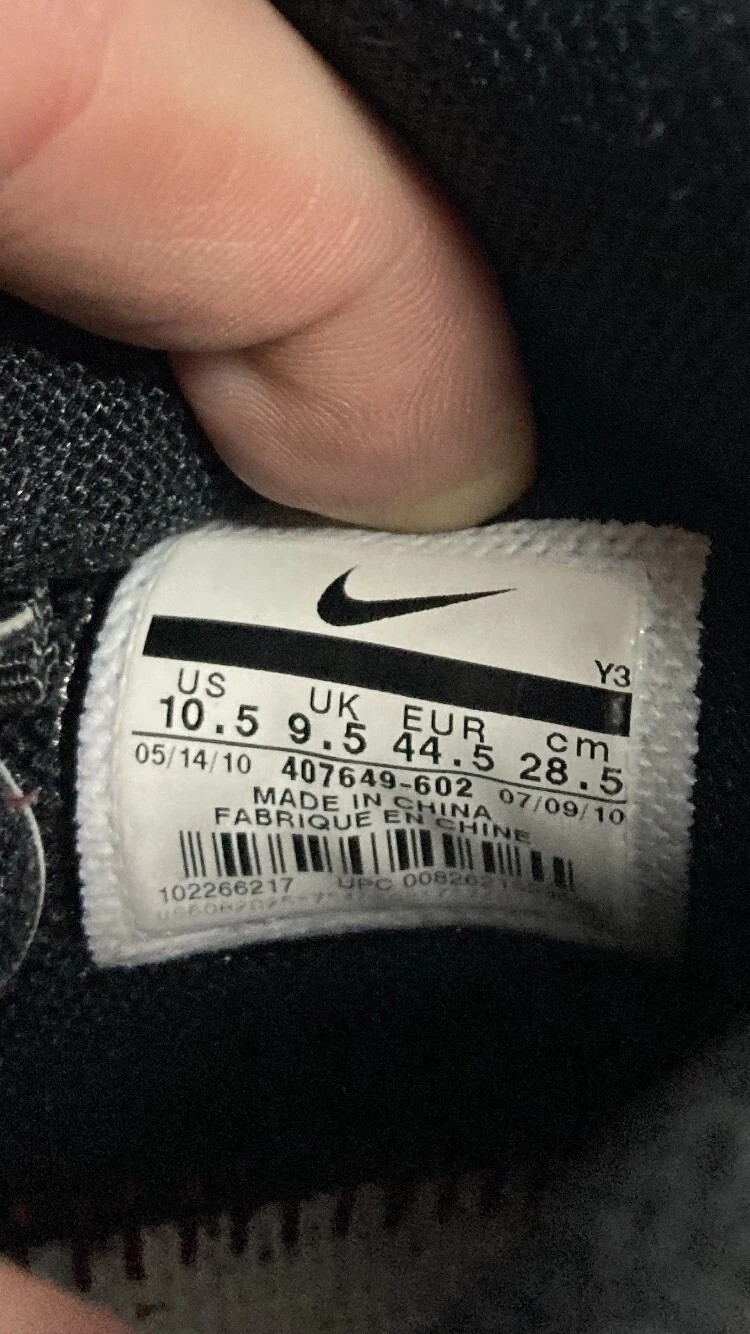 Y3
US UK EUR cm
10.5 9.5 44.5 28.5
05/14/10 407649-602 07/09/10
MADE IN CHINA
FABRIQUE EN CHINE
102266217 UPC